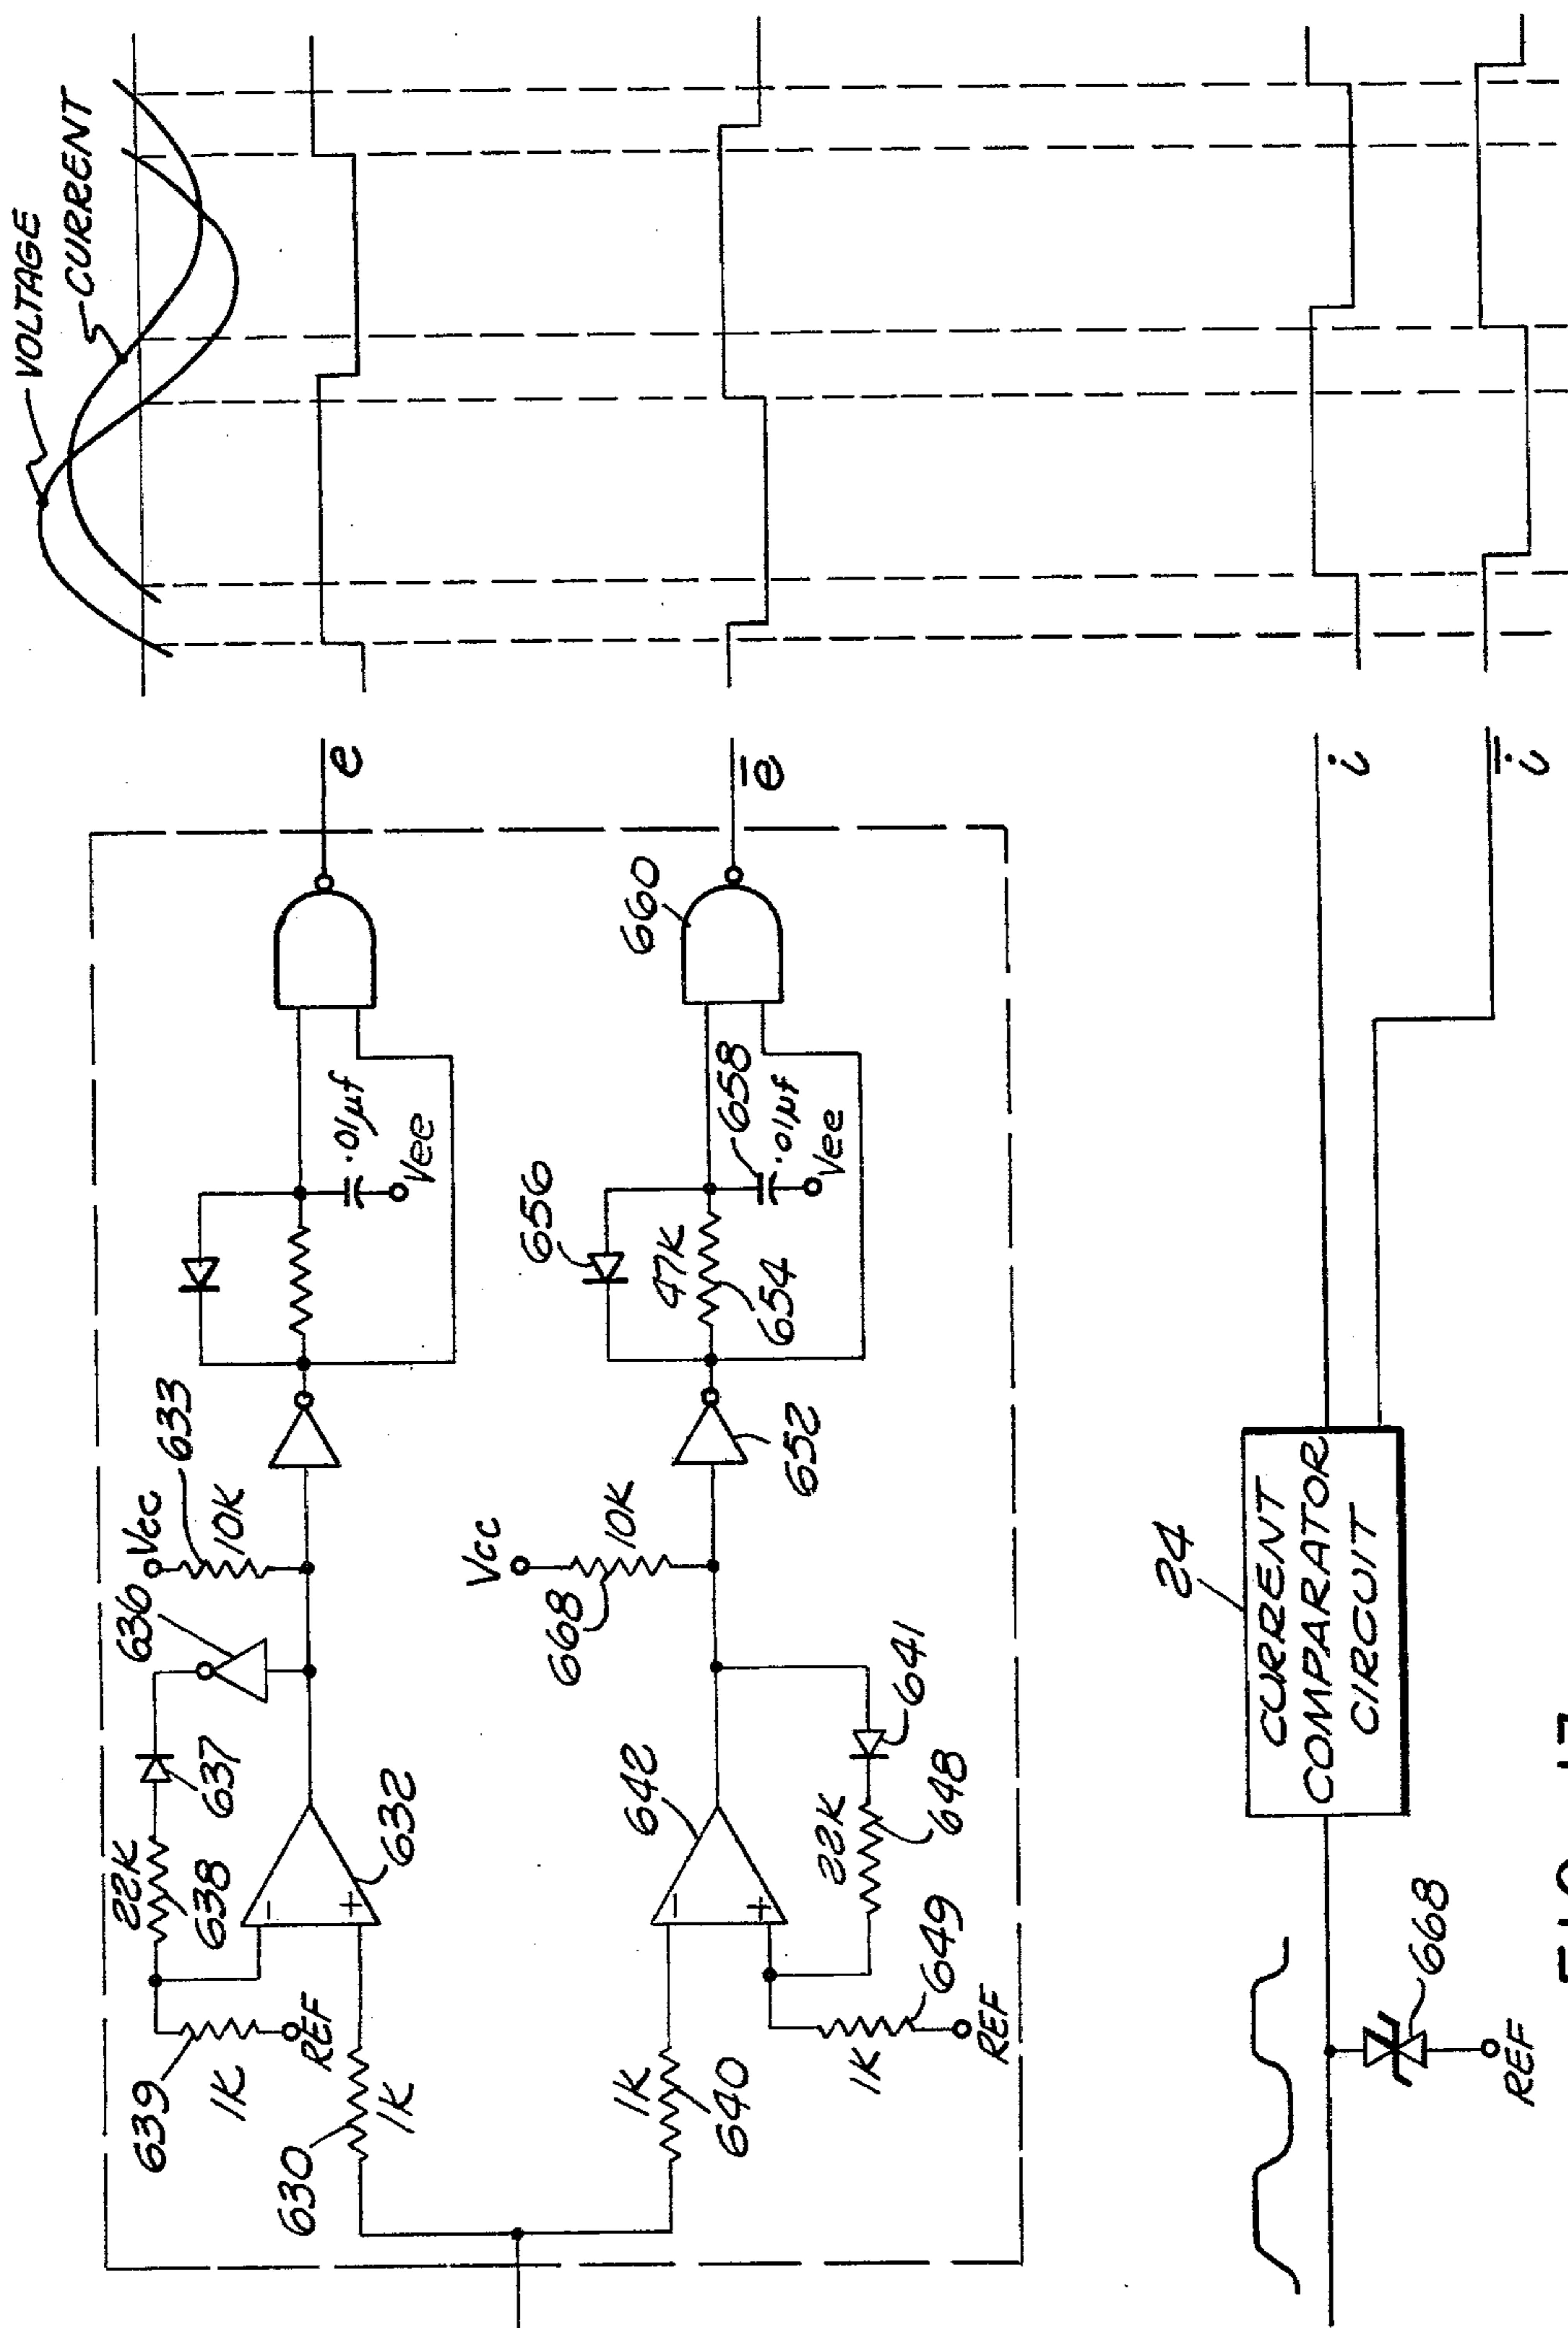 VOLTAGE
CURRENT
639
1K
REF
22K
638
637
636
Vcc
633
10K
630
1K
632
.01µf
Vee
e
1K
640
642
668
Vcc
10K
652
656
47K
654
658
.01µf
Vee
660
e̅
1K
649
REF
22K
648
641
24
CURRENT
COMPARATOR
CIRCUIT
i
i̅
668
REF